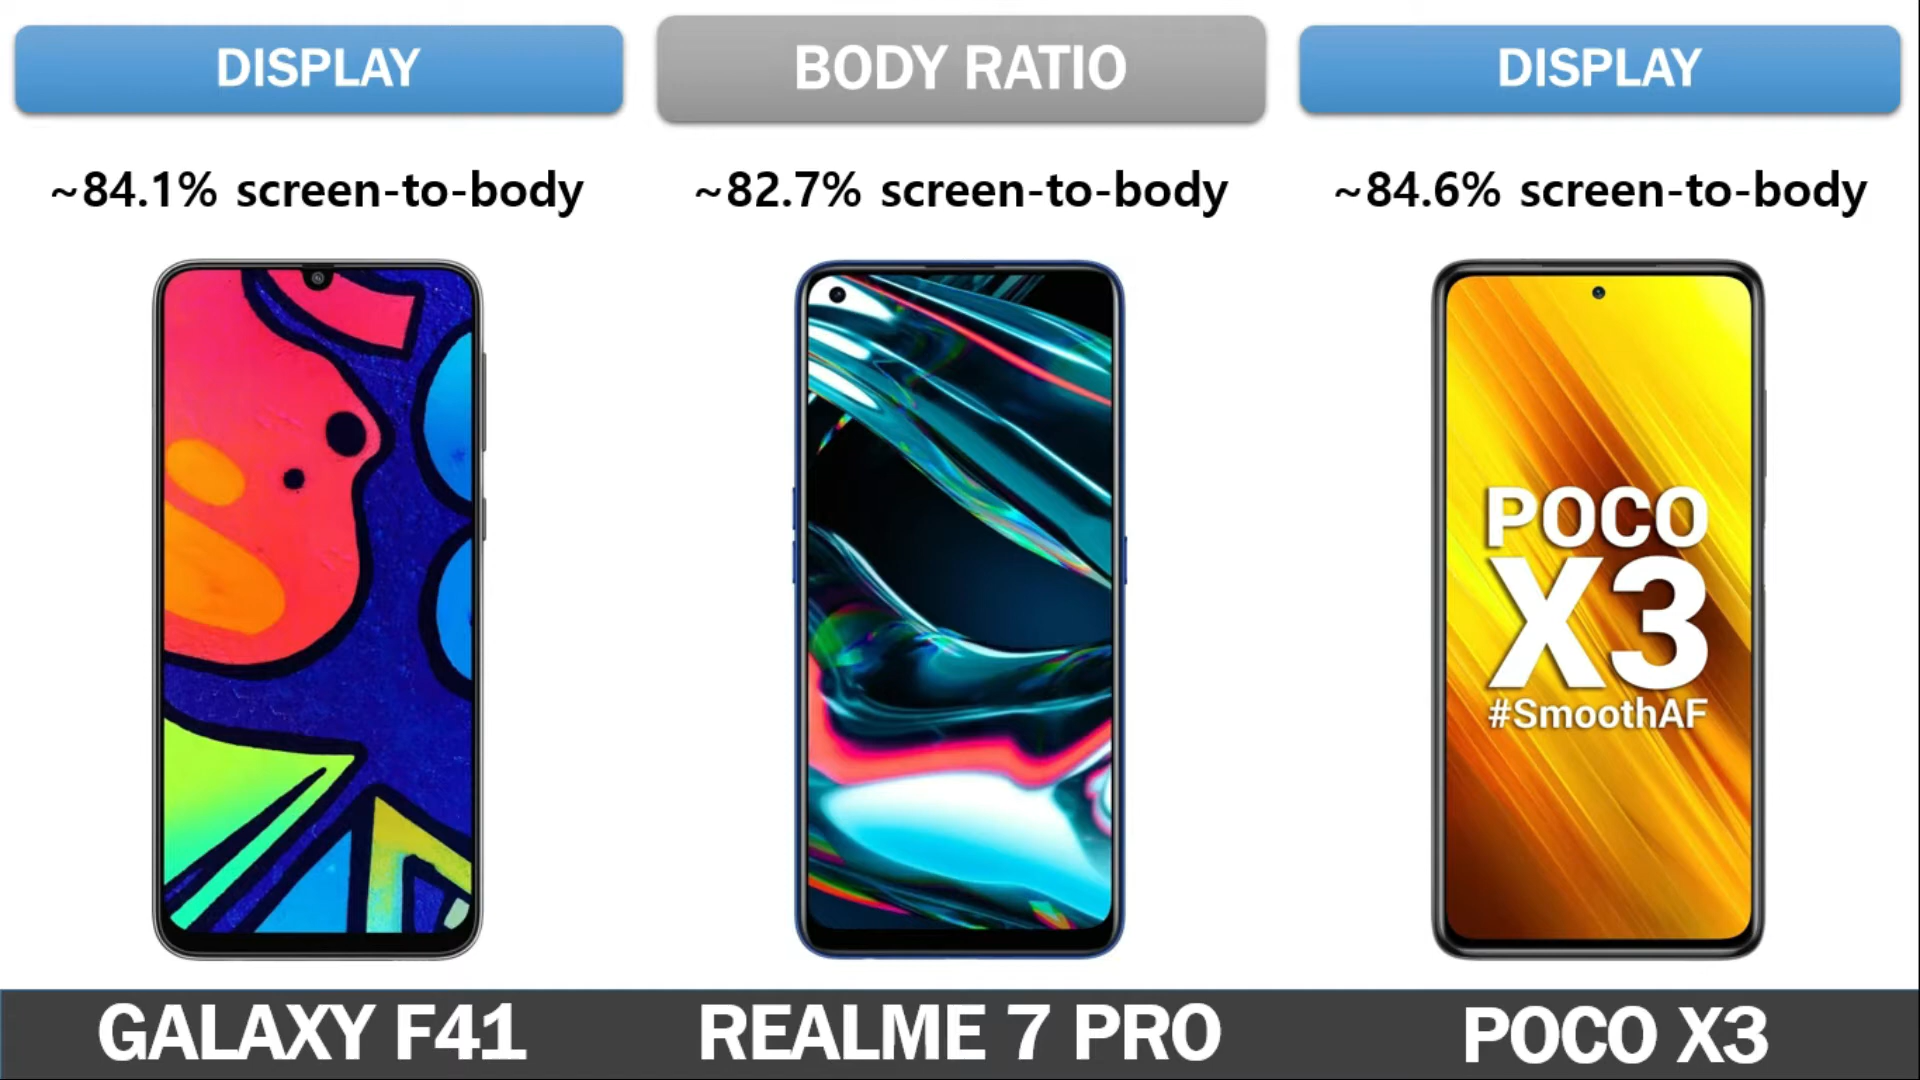 DISPLAY
BODY RATIO
DISPLAY
~84.1% screen-to-body
~82.7% screen-to-body
~84.6% screen-to-body
POCO
X3
#SmoothAF
GALAXY F41
REALME 7 PRO
POCO X3